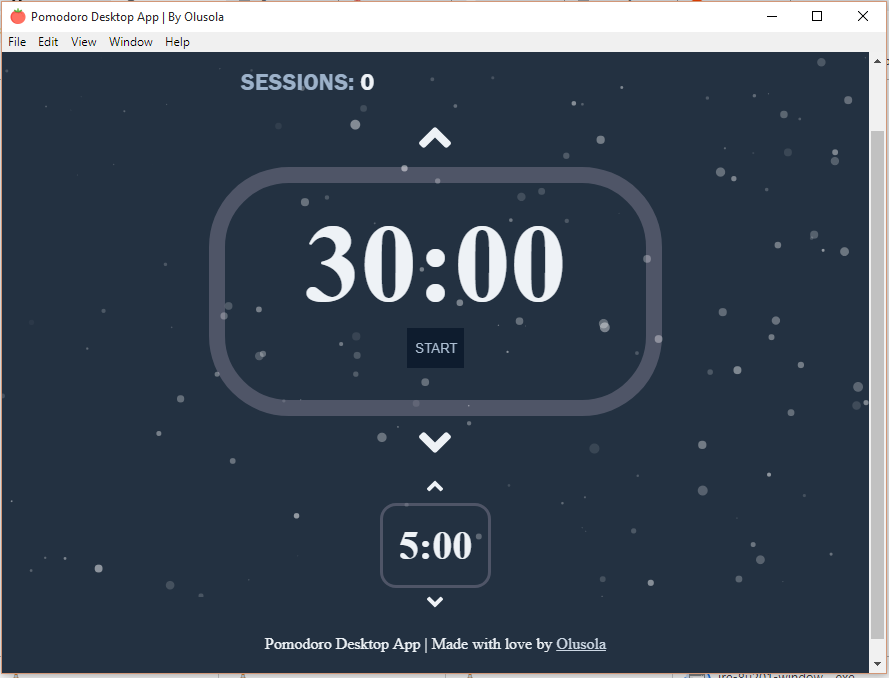 Pomodoro Desktop App | By Olusola
File Edit View Window Help
SESSIONS: 0
30:00
START
5:00
Pomodoro Desktop App | Made with love by Olusola